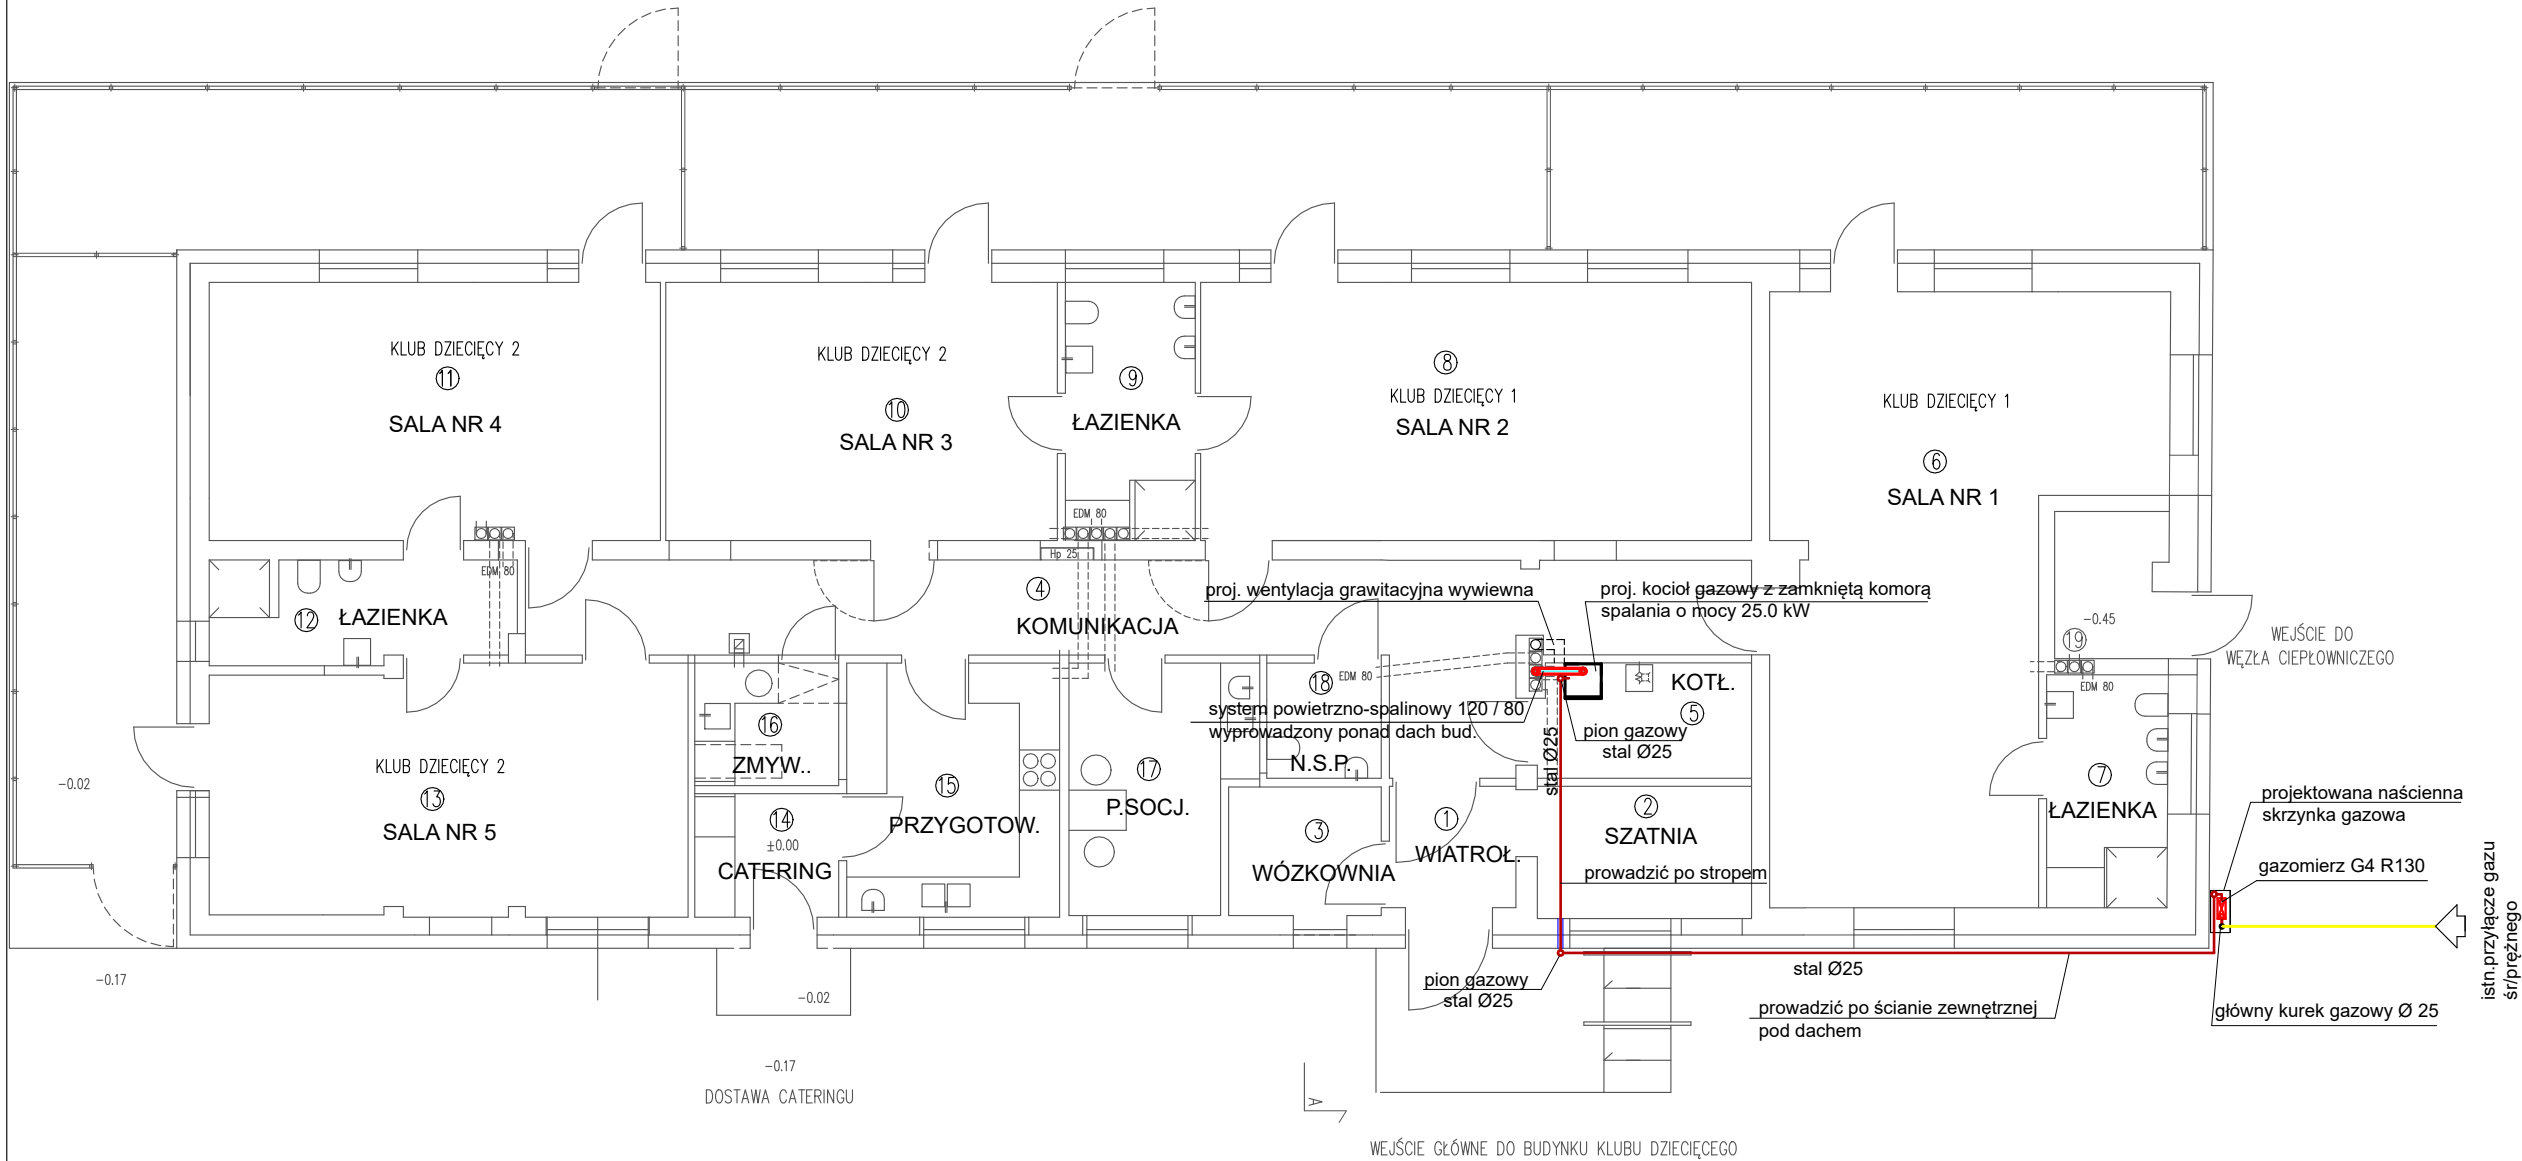 KLUB DZIECIĘCY 2
11
SALA NR 4
KLUB DZIECIĘCY 2
10
SALA NR 3
9
ŁAZIENKA
8
KLUB DZIECIĘCY 1
SALA NR 2
KLUB DZIECIĘCY 1
6
SALA NR 1
EDM 80
EDM 80
Hp 25
4
KOMUNIKACJA
12
ŁAZIENKA
proj. wentylacja grawitacyjna wywiewna
proj. kocioł gazowy z zamkniętą komorą
spalania o mocy 25.0 kW
-0.45
19
WEJŚCIE DO
WĘZŁA CIEPŁOWNICZEGO
EDM 80
18
EDM 80
KOTŁ.
5
system powietrzno-spalinowy 120 / 80
wyprowadzony ponad dach bud.
pion gazowy
stal Ø25
stal Ø25
N.S.P.
16
ZMYW..
KLUB DZIECIĘCY 2
13
SALA NR 5
-0.02
15
PRZYGOTOW.
17
P.SOCJ.
14
±0.00
CATERING
3
WÓZKOWNIA
1
WIATROŁ.
2
SZATNIA
prowadzić po stropem
7
ŁAZIENKA
projektowana naścienna
skrzynka gazowa
gazomierz G4 R130
istn.przyłącze gazu
śr/prężnego
główny kurek gazowy Ø 25
stal Ø25
prowadzić po ścianie zewnętrznej
pod dachem
pion gazowy
stal Ø25
-0.17
-0.02
-0.17
DOSTAWA CATERINGU
A
WEJŚCIE GŁÓWNE DO BUDYNKU KLUBU DZIECIĘCEGO